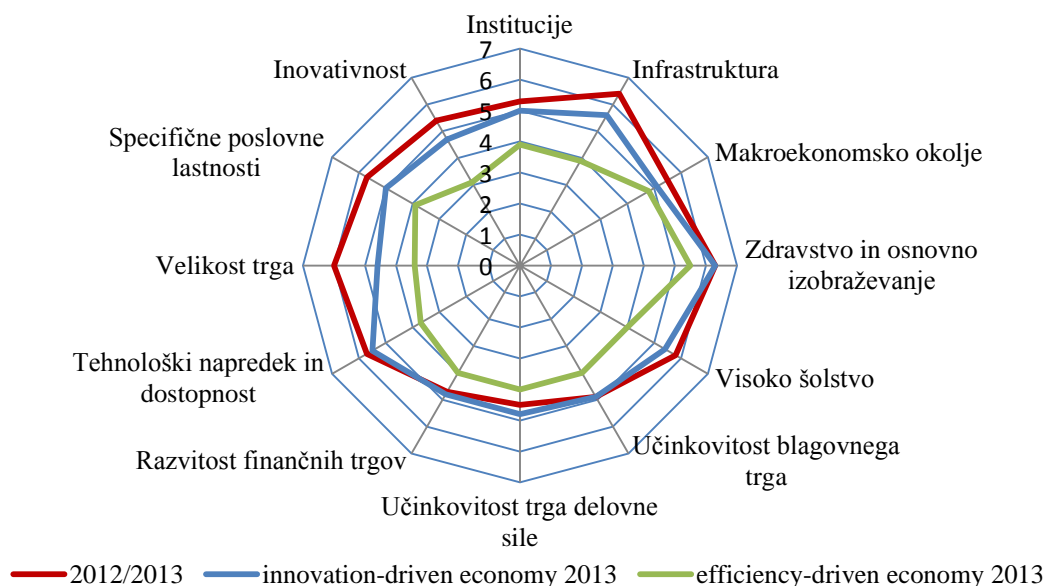 Institucije
7
6
5
4
3
2
1
0
Infrastruktura
Makroekonomsko okolje
Zdravstvo in osnovno
izobraževanje
Visoko šolstvo
Učinkovitost blagovnega
trga
Učinkovitost trga delovne
sile
Razvitost finančnih trgov
Tehnološki napredek in
dostopnost
Velikost trga
Specifične poslovne
lastnosti
Inovativnost
2012/2013
innovation-driven economy 2013
efficiency-driven economy 2013